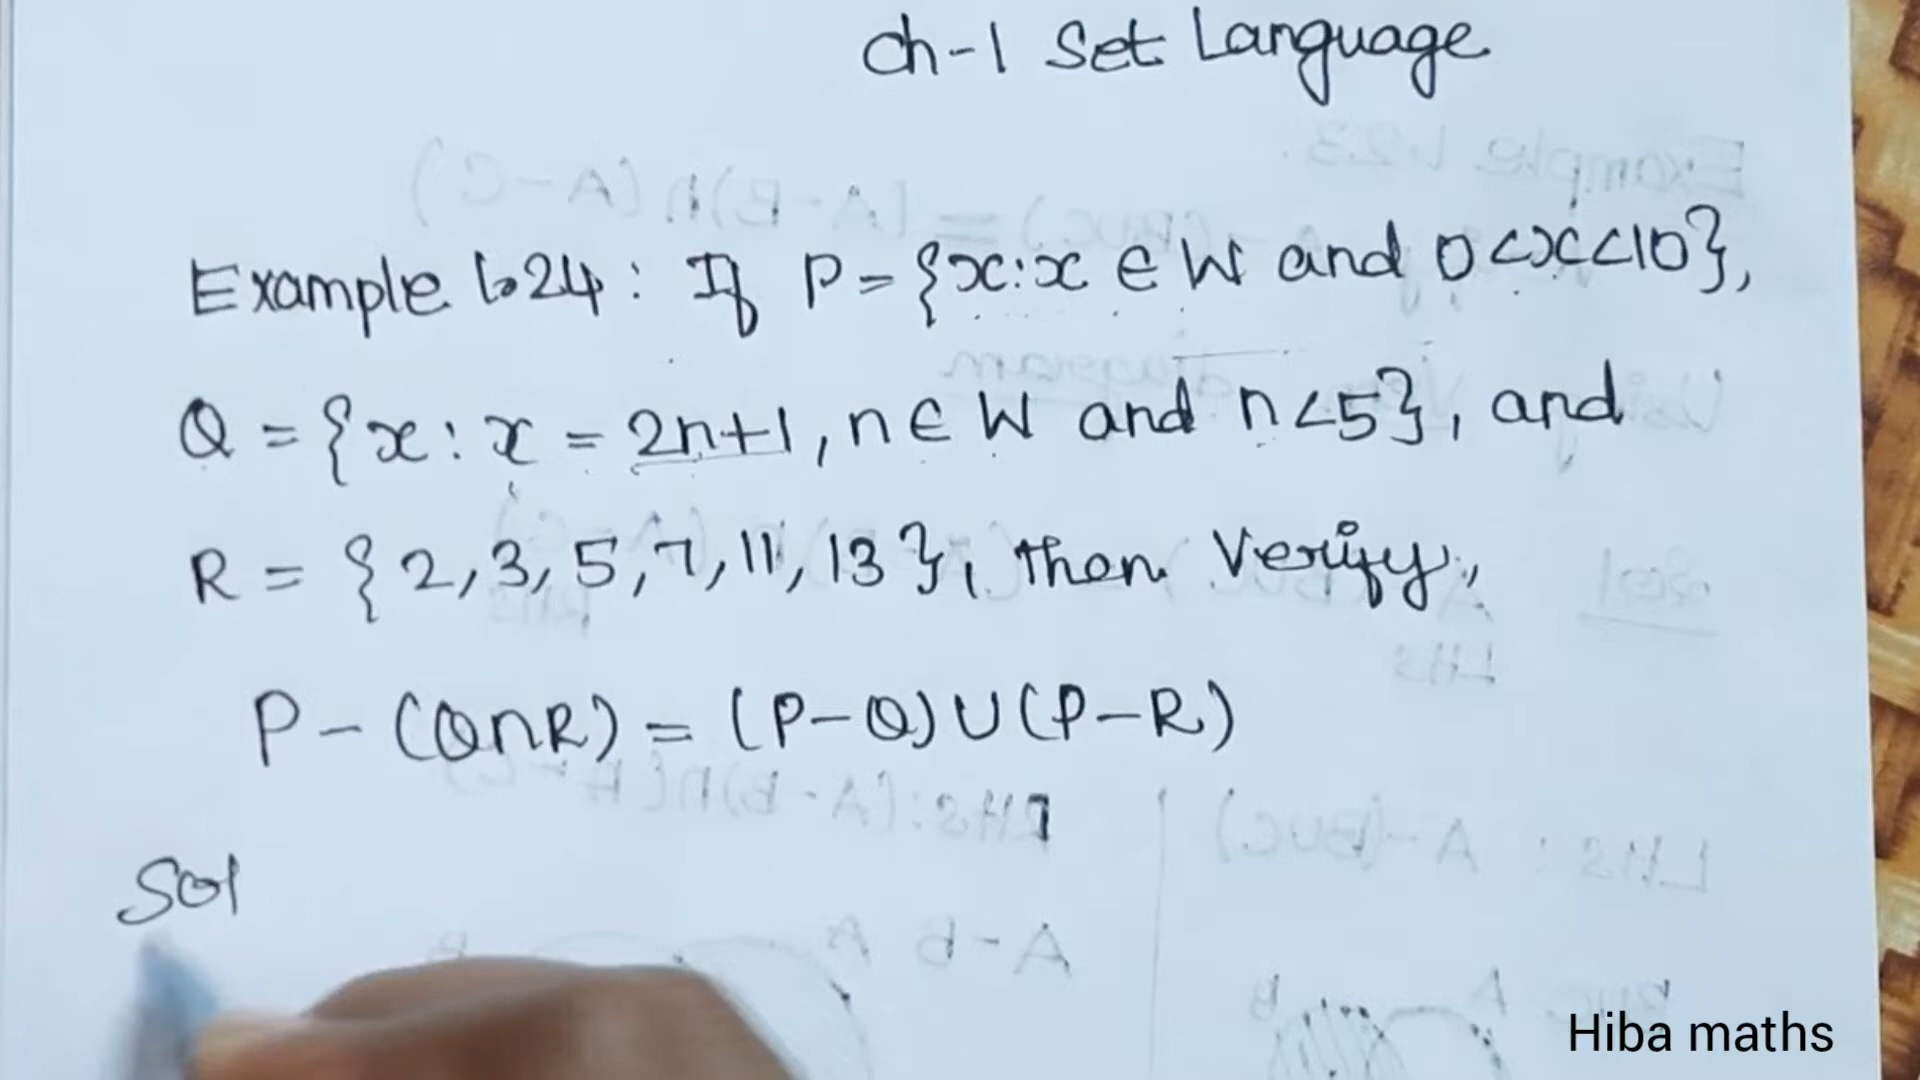 Ch-1 Set Language
Example 1.24: If P = {x:x ∈ W and 0<x<10},
Q = {x: x = 2n+1, n∈ W and n<5}, and
R = {2,3,5,7,11,13}, then Verify,
P-(Q∩R) = (P-Q)∪(P-R)
Sol
Hiba maths